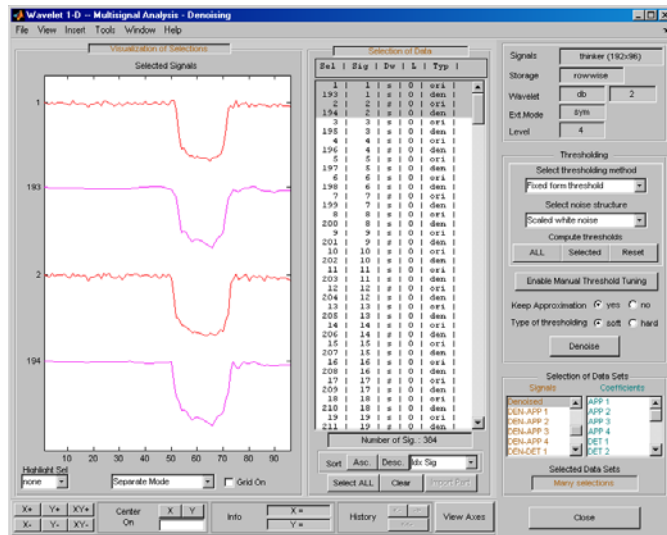 Wavelet 1-D -- Multisignal Analysis - Denoising
File View Insert Tools Window Help
Visualization of Selections
Selected Signals
1
193
2
194
10 20 30 40 50 60 70 80 90
Highlight Sel
none
Separate Mode
Grid On
Selection of Data
Sel | Sig | Dw | L | Typ |
1 | 1 | s | 0 | ori |
193 | 1 | s | 0 | den |
2 | 2 | s | 0 | ori |
194 | 2 | s | 0 | den |
3 | 3 | s | 0 | ori |
195 | 3 | s | 0 | den |
4 | 4 | s | 0 | ori |
196 | 4 | s | 0 | den |
5 | 5 | s | 0 | ori |
197 | 5 | s | 0 | den |
6 | 6 | s | 0 | ori |
198 | 6 | s | 0 | den |
7 | 7 | s | 0 | ori |
199 | 7 | s | 0 | den |
8 | 8 | s | 0 | ori |
200 | 8 | s | 0 | den |
9 | 9 | s | 0 | ori |
201 | 9 | s | 0 | den |
10 | 10 | s | 0 | ori |
202 | 10 | s | 0 | den |
11 | 11 | s | 0 | ori |
203 | 11 | s | 0 | den |
12 | 12 | s | 0 | ori |
204 | 12 | s | 0 | den |
13 | 13 | s | 0 | ori |
205 | 13 | s | 0 | den |
14 | 14 | s | 0 | ori |
206 | 14 | s | 0 | den |
15 | 15 | s | 0 | ori |
207 | 15 | s | 0 | den |
16 | 16 | s | 0 | ori |
208 | 16 | s | 0 | den |
17 | 17 | s | 0 | ori |
209 | 17 | s | 0 | den |
18 | 18 | s | 0 | ori |
210 | 18 | s | 0 | den |
19 | 19 | s | 0 | ori |
211 | 19 | s | 0 | den |
Number of Sig. : 384
Sort Asc. Desc. Idx Sig
Select ALL Clear Import Part
Signals thinker (192x96)
Storage rowwise
Wavelet db 2
Ext.Mode sym
Level 4
Thresholding
Select thresholding method
Fixed form threshold
Select noise structure
Scaled white noise
Compute thresholds
ALL Selected Reset
Enable Manual Threshold Tuning
Keep Approximation yes no
Type of thresholding soft hard
Denoise
Selection of Data Sets
Signals Coefficients
Denoised APP 1
DEN-APP 1 APP 2
DEN-APP 2 APP 3
DEN-APP 3 APP 4
DEN-APP 4 DET 1
DEN-DET 1 DET 2
Selected Data Sets
Many selections
X+ Y+ XY+
X- Y- XY-
Center On X Y
Info X = Y =
History
View Axes
Close